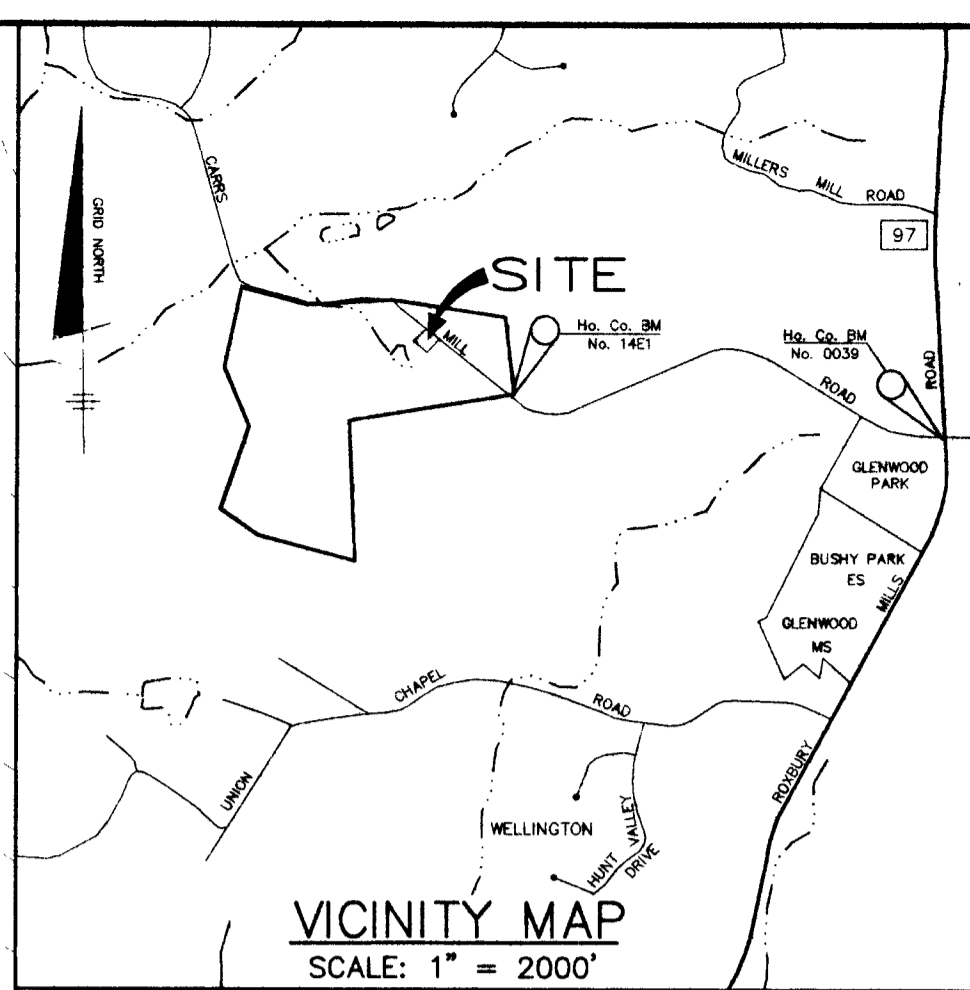 CARRS
GRID NORTH
MILLERS
MILL
ROAD
97
SITE
MILL
Ho. Co. BM
No. 14E1
Ho. Co. BM
No. 0039
ROAD
ROAD
GLENWOOD
PARK
BUSHY PARK
ES
MILLS
GLENWOOD
MS
CHAPEL
ROAD
UNION
ROXBURY
WELLINGTON
HUNT VALLEY
DRIVE
VICINITY MAP
SCALE: 1" = 2000'